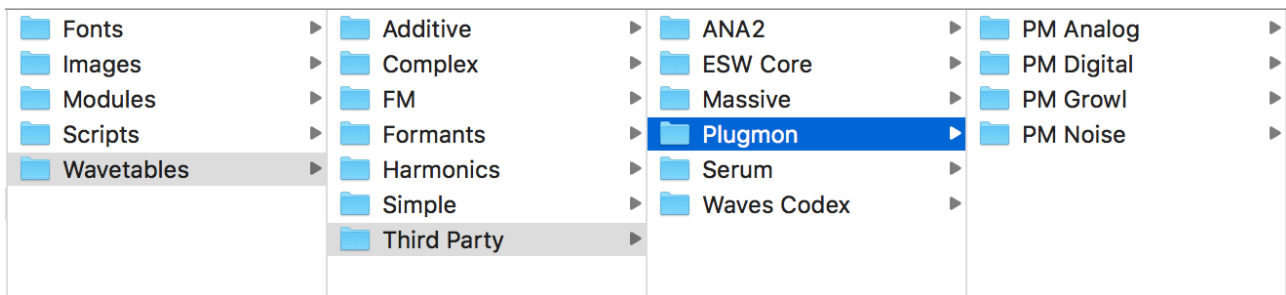 Fonts
Images
Modules
Scripts
Wavetables
Additive
Complex
FM
Formants
Harmonics
Simple
Third Party
ANA2
ESW Core
Massive
Plugmon
Serum
Waves Codex
PM Analog
PM Digital
PM Growl
PM Noise